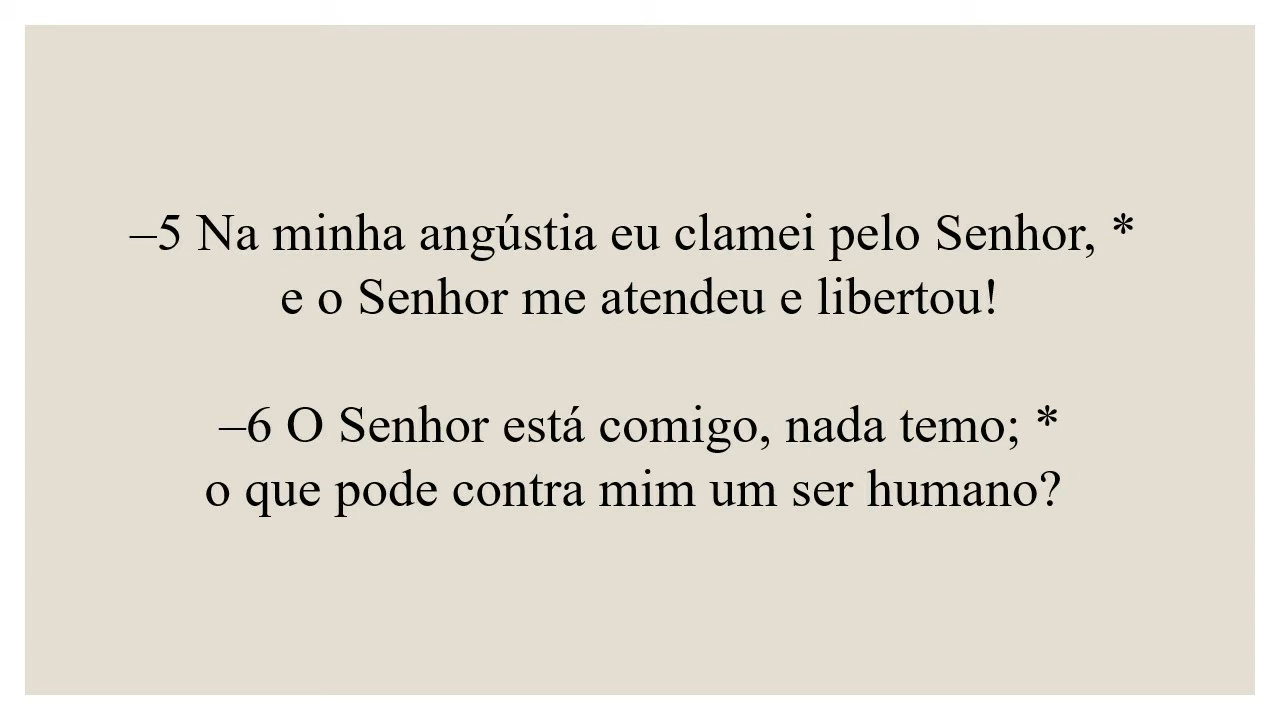 –5 Na minha angústia eu clamei pelo Senhor, *
e o Senhor me atendeu e libertou!
–6 O Senhor está comigo, nada temo; *
o que pode contra mim um ser humano?